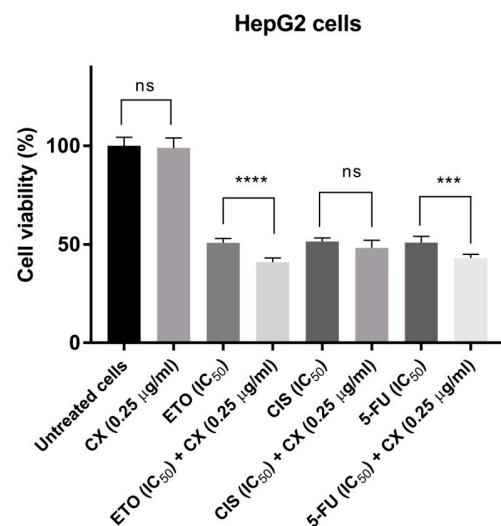 HepG2 cells
Cell viability (%)
100
50
0
ns
****
ns
***
Untreated cells
CX (0.25 μg/ml)
ETO (IC₅₀)
ETO (IC₅₀) + CX (0.25 μg/ml)
CIS (IC₅₀)
CIS (IC₅₀) + CX (0.25 μg/ml)
5-FU (IC₅₀)
5-FU (IC₅₀) + CX (0.25 μg/ml)